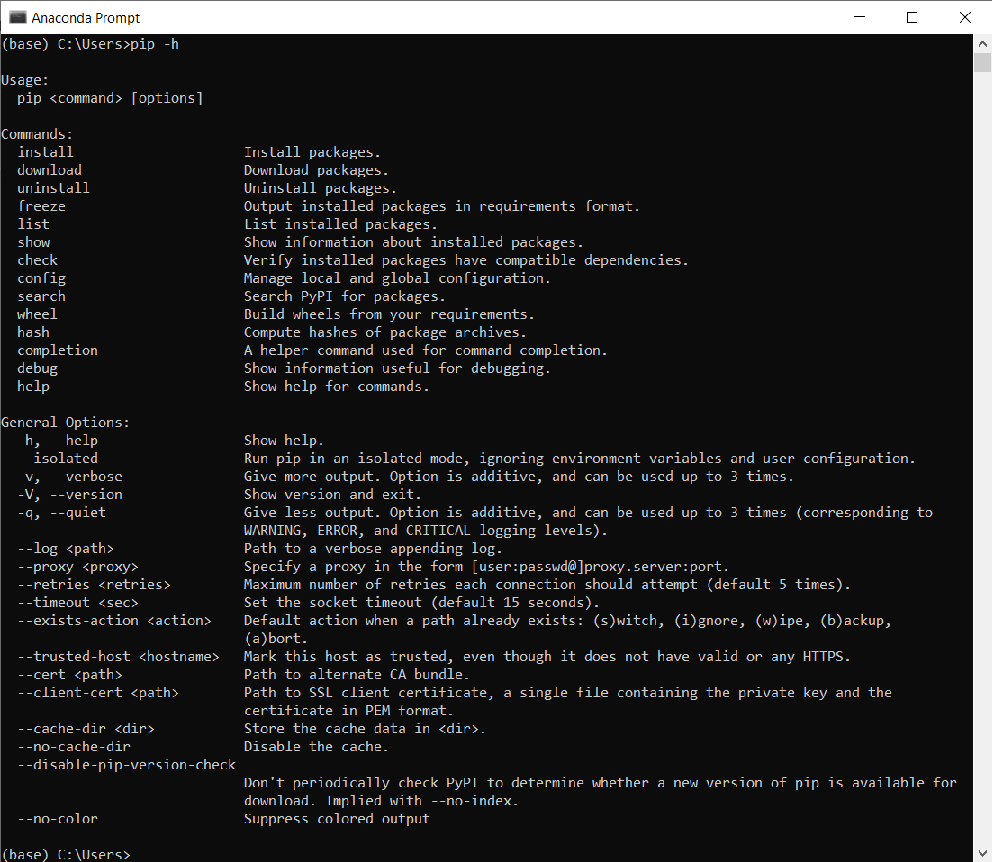 Anaconda Prompt
(base) C:\Users>pip -h
Usage:
pip <command> [options]
Commands:
install Install packages.
download Download packages.
uninstall Uninstall packages.
freeze Output installed packages in requirements format.
list List installed packages.
show Show information about installed packages.
check Verify installed packages have compatible dependencies.
config Manage local and global configuration.
search Search PyPI for packages.
wheel Build wheels from your requirements.
hash Compute hashes of package archives.
completion A helper command used for command completion.
debug Show information useful for debugging.
help Show help for commands.
General Options:
h, help Show help.
isolated Run pip in an isolated mode, ignoring environment variables and user configuration.
v, verbose Give more output. Option is additive, and can be used up to 3 times.
-V, --version Show version and exit.
-q, --quiet Give less output. Option is additive, and can be used up to 3 times (corresponding to
WARNING, ERROR, and CRITICAL logging levels).
--log <path> Path to a verbose appending log.
--proxy <proxy> Specify a proxy in the form [user:passwd@]proxy.server:port.
--retries <retries> Maximum number of retries each connection should attempt (default 5 times).
--timeout <sec> Set the socket timeout (default 15 seconds).
--exists-action <action> Default action when a path already exists: (s)witch, (i)gnore, (w)ipe, (b)ackup,
(a)bort.
--trusted-host <hostname> Mark this host as trusted, even though it does not have valid or any HTTPS.
--cert <path> Path to alternate CA bundle.
--client-cert <path> Path to SSL client certificate, a single file containing the private key and the
certificate in PEM format.
--cache-dir <dir> Store the cache data in <dir>.
--no-cache-dir Disable the cache.
--disable-pip-version-check
Don't periodically check PyPI to determine whether a new version of pip is available for
download. Implied with --no-index.
--no-color Suppress colored output
(base) C:\Users>